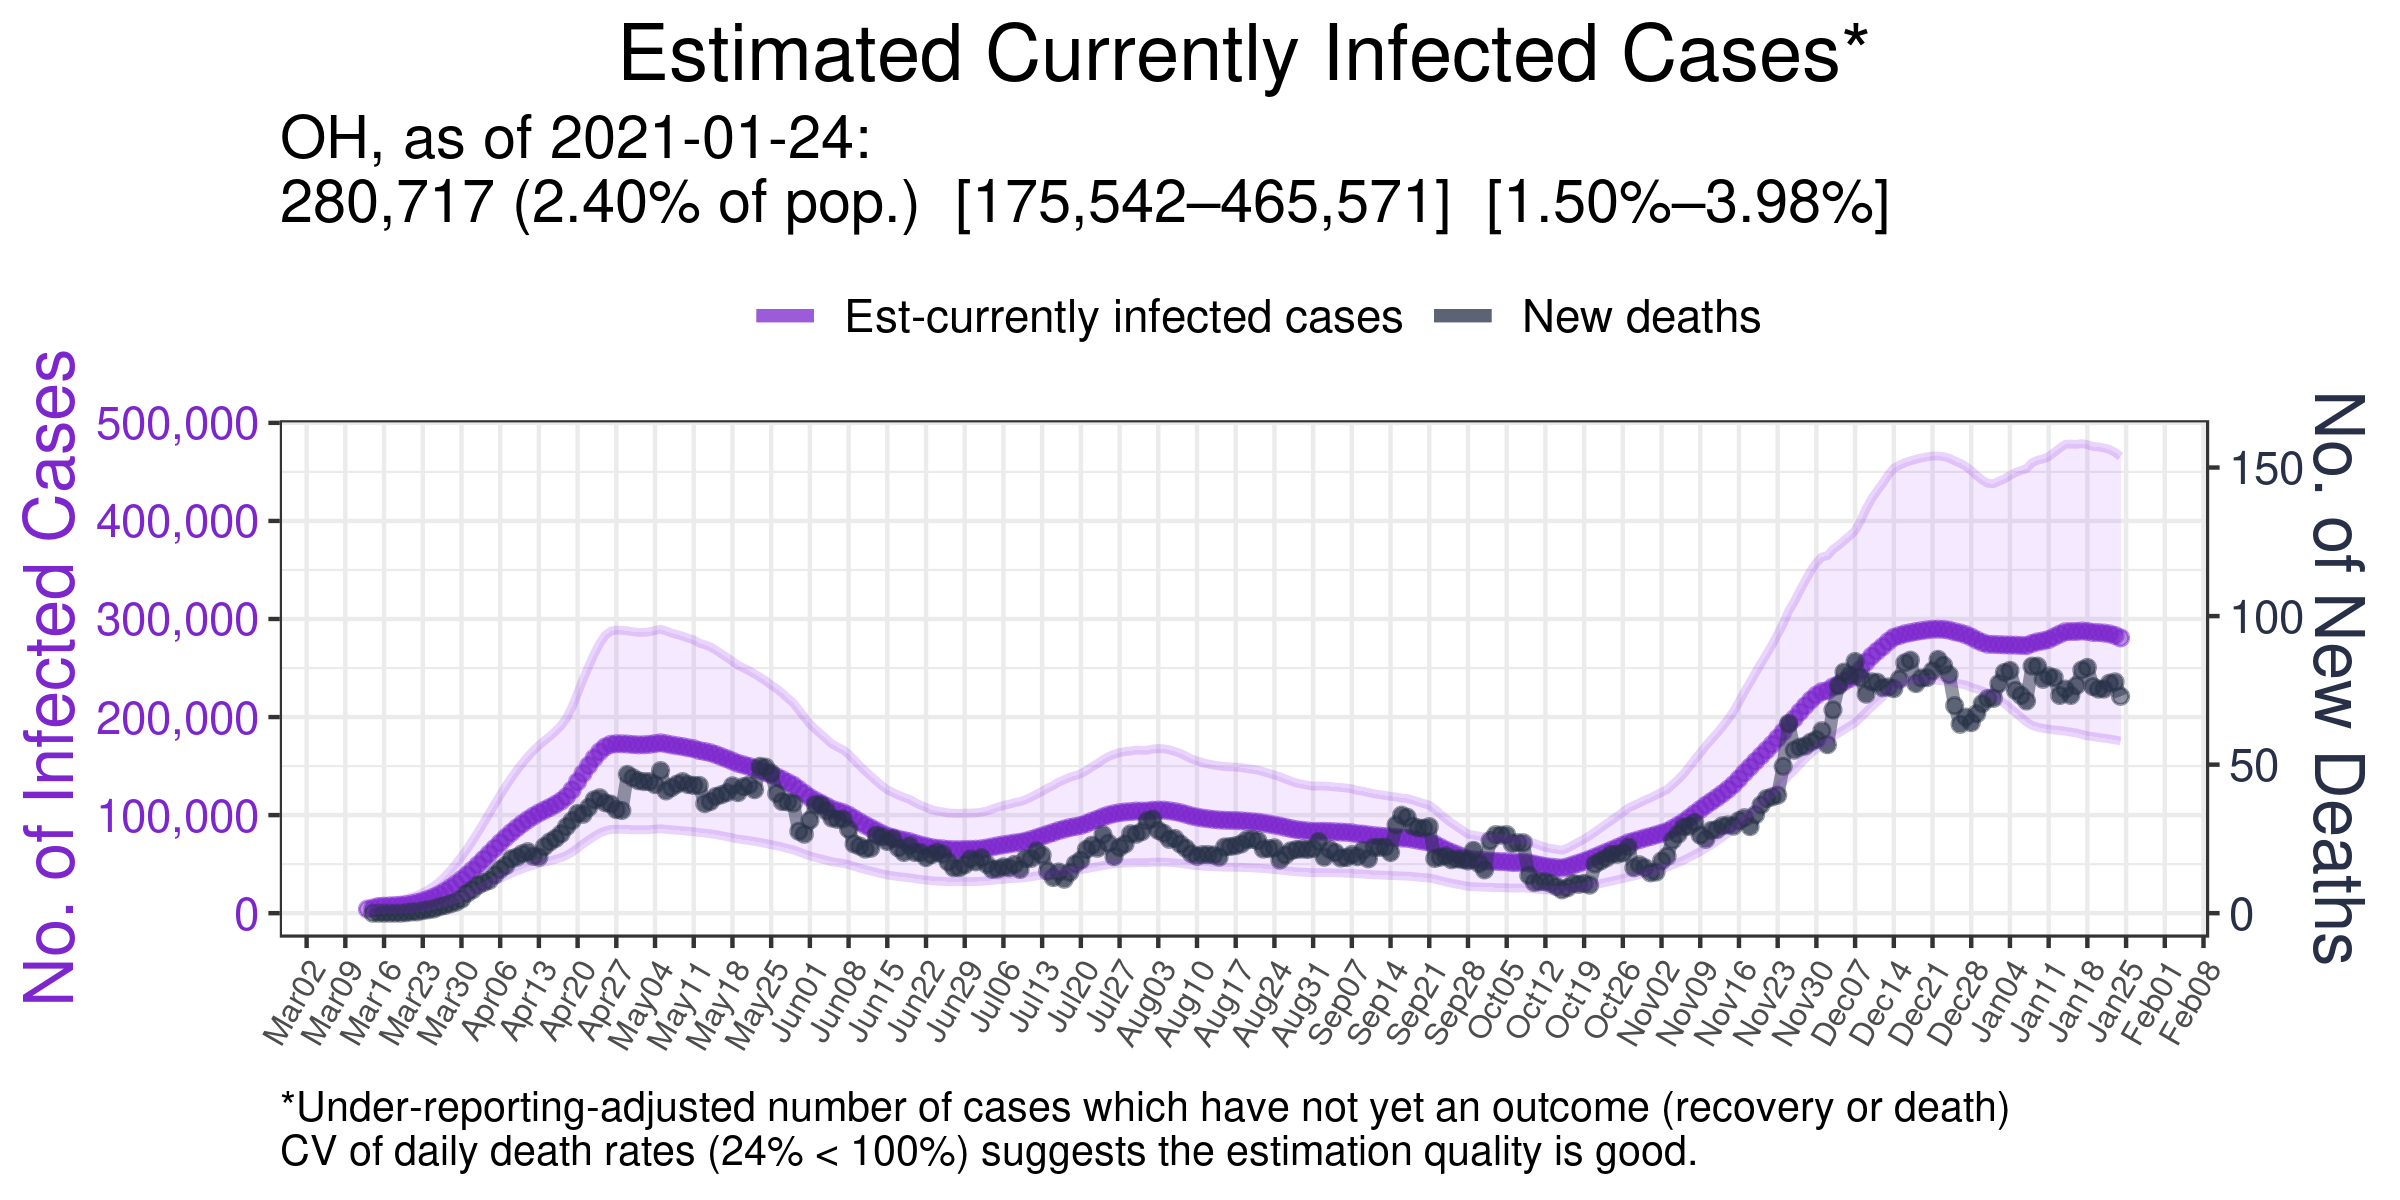 Estimated Currently Infected Cases*
OH, as of 2021-01-24:
280,717 (2.40% of pop.)  [175,542–465,571]  [1.50%–3.98%]
Est-currently infected cases
New deaths
No. of Infected Cases
500,000
400,000
300,000
200,000
100,000
0
150
100
50
0
No. of New Deaths
Mar02
Mar09
Mar16
Mar23
Mar30
Apr06
Apr13
Apr20
Apr27
May04
May11
May18
May25
Jun01
Jun08
Jun15
Jun22
Jun29
Jul06
Jul13
Jul20
Jul27
Aug03
Aug10
Aug17
Aug24
Aug31
Sep07
Sep14
Sep21
Sep28
Oct05
Oct12
Oct19
Oct26
Nov02
Nov09
Nov16
Nov23
Nov30
Dec07
Dec14
Dec21
Dec28
Jan04
Jan11
Jan18
Jan25
Feb01
Feb08
*Under-reporting-adjusted number of cases which have not yet an outcome (recovery or death)
CV of daily death rates (24% < 100%) suggests the estimation quality is good.